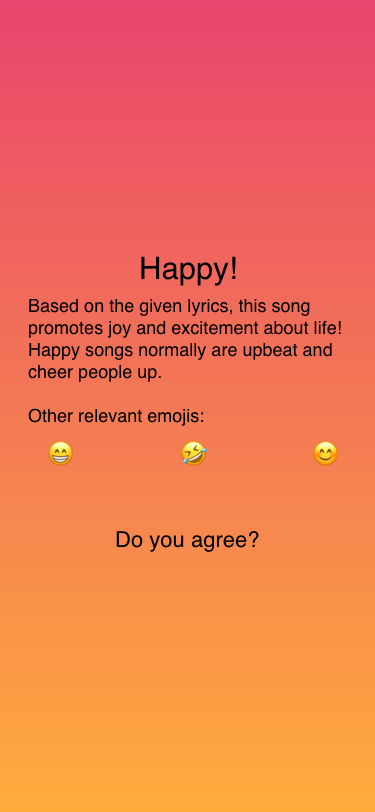 Happy!
Based on the given lyrics, this song
promotes joy and excitement about life!
Happy songs normally are upbeat and
cheer people up.
Other relevant emojis:
😁 🤣 😊
Do you agree?